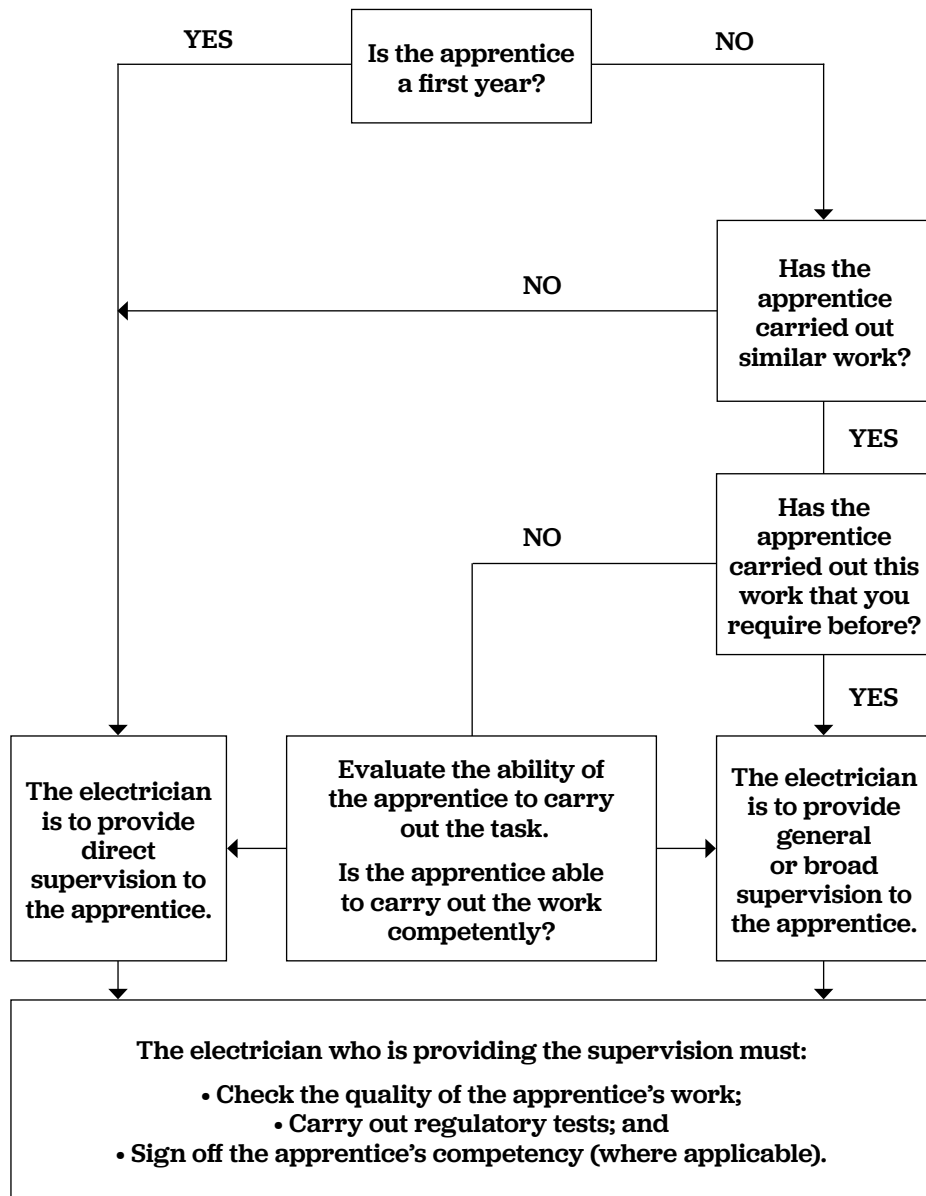 YES
Is the apprentice
a first year?
NO
NO
Has the
apprentice
carried out
similar work?
YES
NO
Has the
apprentice
carried out this
work that you
require before?
YES
The electrician
is to provide
direct
supervision to
the apprentice.
Evaluate the ability of
the apprentice to carry
out the task.
Is the apprentice able
to carry out the work
competently?
The electrician
is to provide
general
or broad
supervision to
the apprentice.
The electrician who is providing the supervision must:
• Check the quality of the apprentice’s work;
• Carry out regulatory tests; and
• Sign off the apprentice’s competency (where applicable).